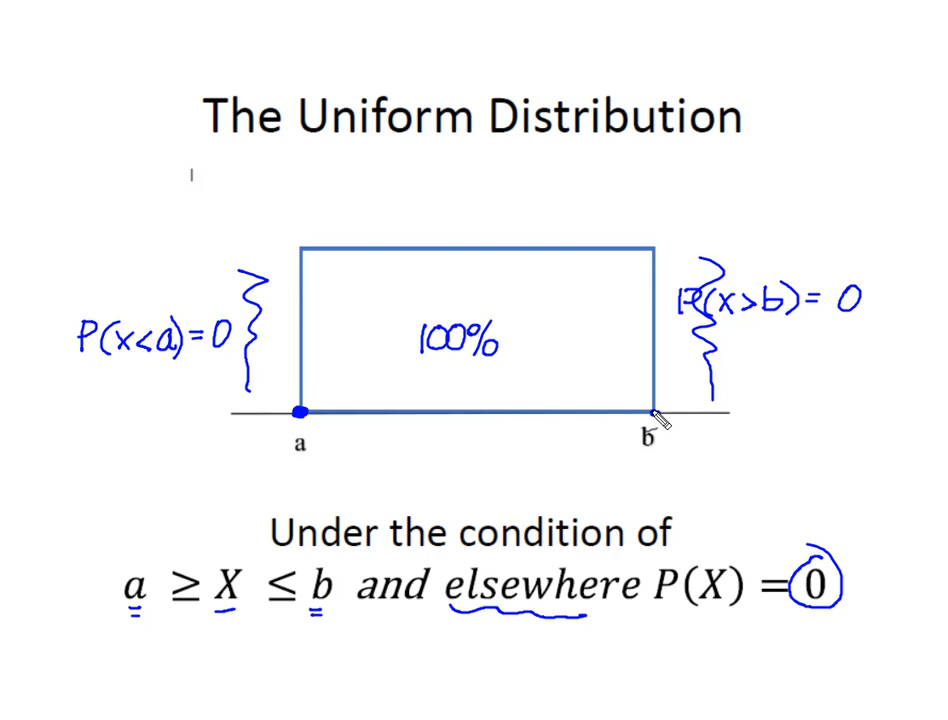 The Uniform Distribution
P(x<a)=0
100%
P(x>b)=0
a
b
Under the condition of
a ≥ X ≤ b and elsewhere P(X) = 0